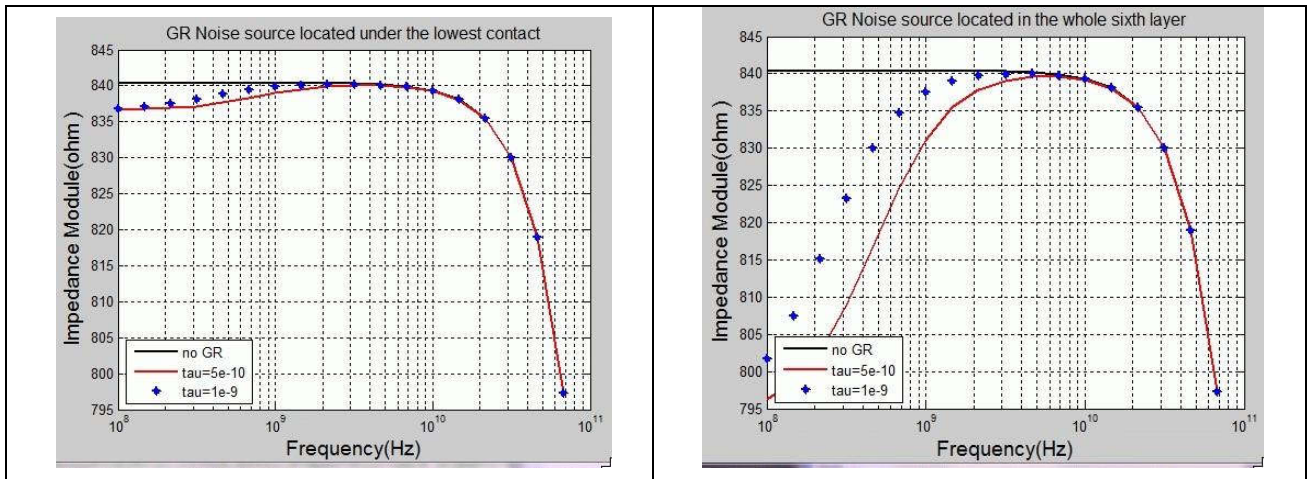 GR Noise source located under the lowest contact
845
840
835
830
825
820
815
810
805
800
795
Impedance Module(ohm )
no GR
tau=5e-10
tau=1e-9
10^8
10^9
10^10
10^11
Frequency(Hz)
GR Noise source located in the whole sixth layer
845
840
835
830
825
820
815
810
805
800
795
Impedance Module(ohm )
no GR
tau=5e-10
tau=1e-9
10^8
10^9
10^10
10^11
Frequency(Hz)